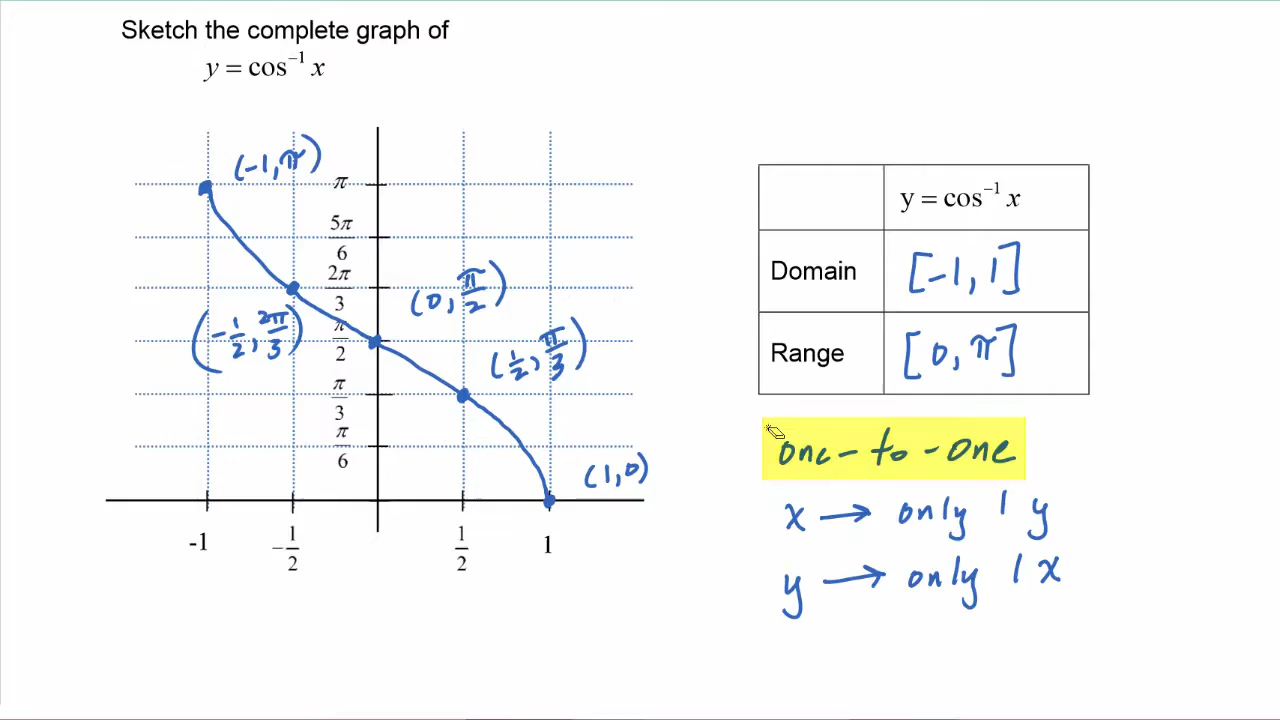 Sketch the complete graph of
y = cos⁻¹ x
(-1, π)
π
5π/6
2π/3
(0, π/2)
(-1/2, 2π/3)
π/2
(1/2, π/3)
π/3
π/6
(1, 0)
-1
-1/2
1/2
1
y = cos⁻¹ x
Domain [-1, 1]
Range [0, π]
one-to-one
x → only 1 y
y → only 1 x